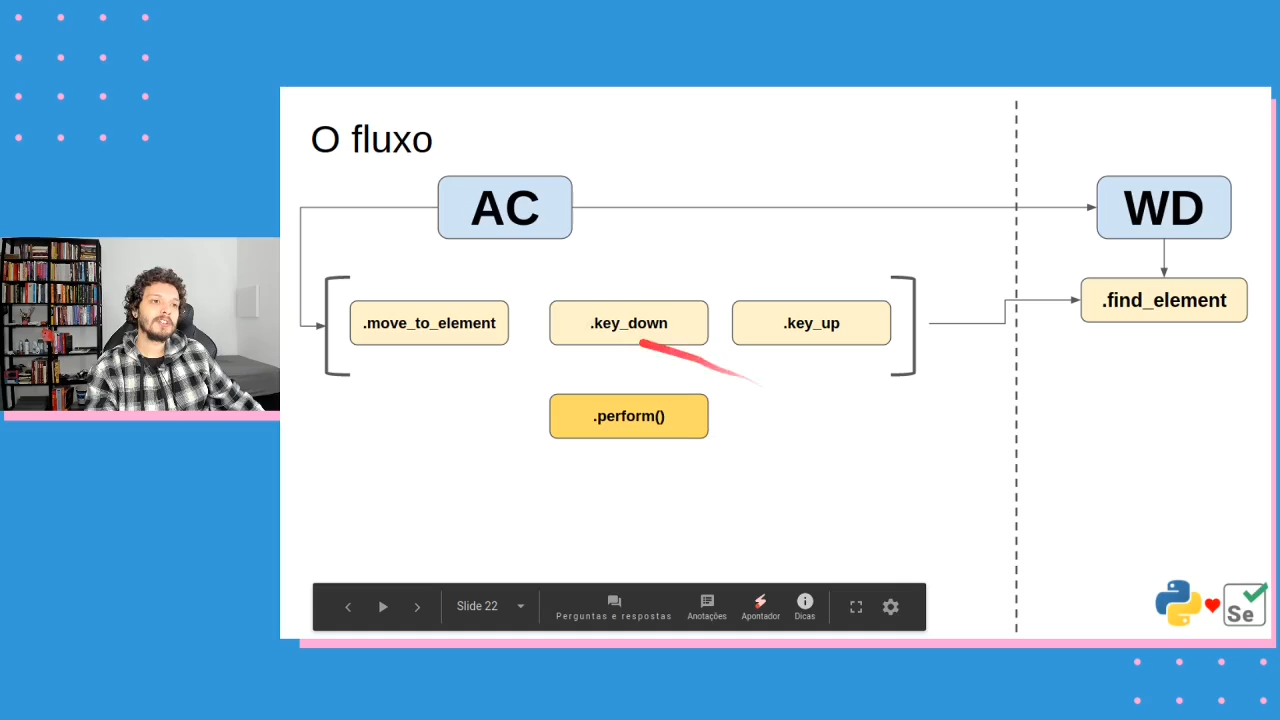 O fluxo
AC
WD
.move_to_element
.key_down
.key_up
.find_element
.perform()
Slide 22
Perguntas e respostas
Anotações
Apontador
Dicas
Se